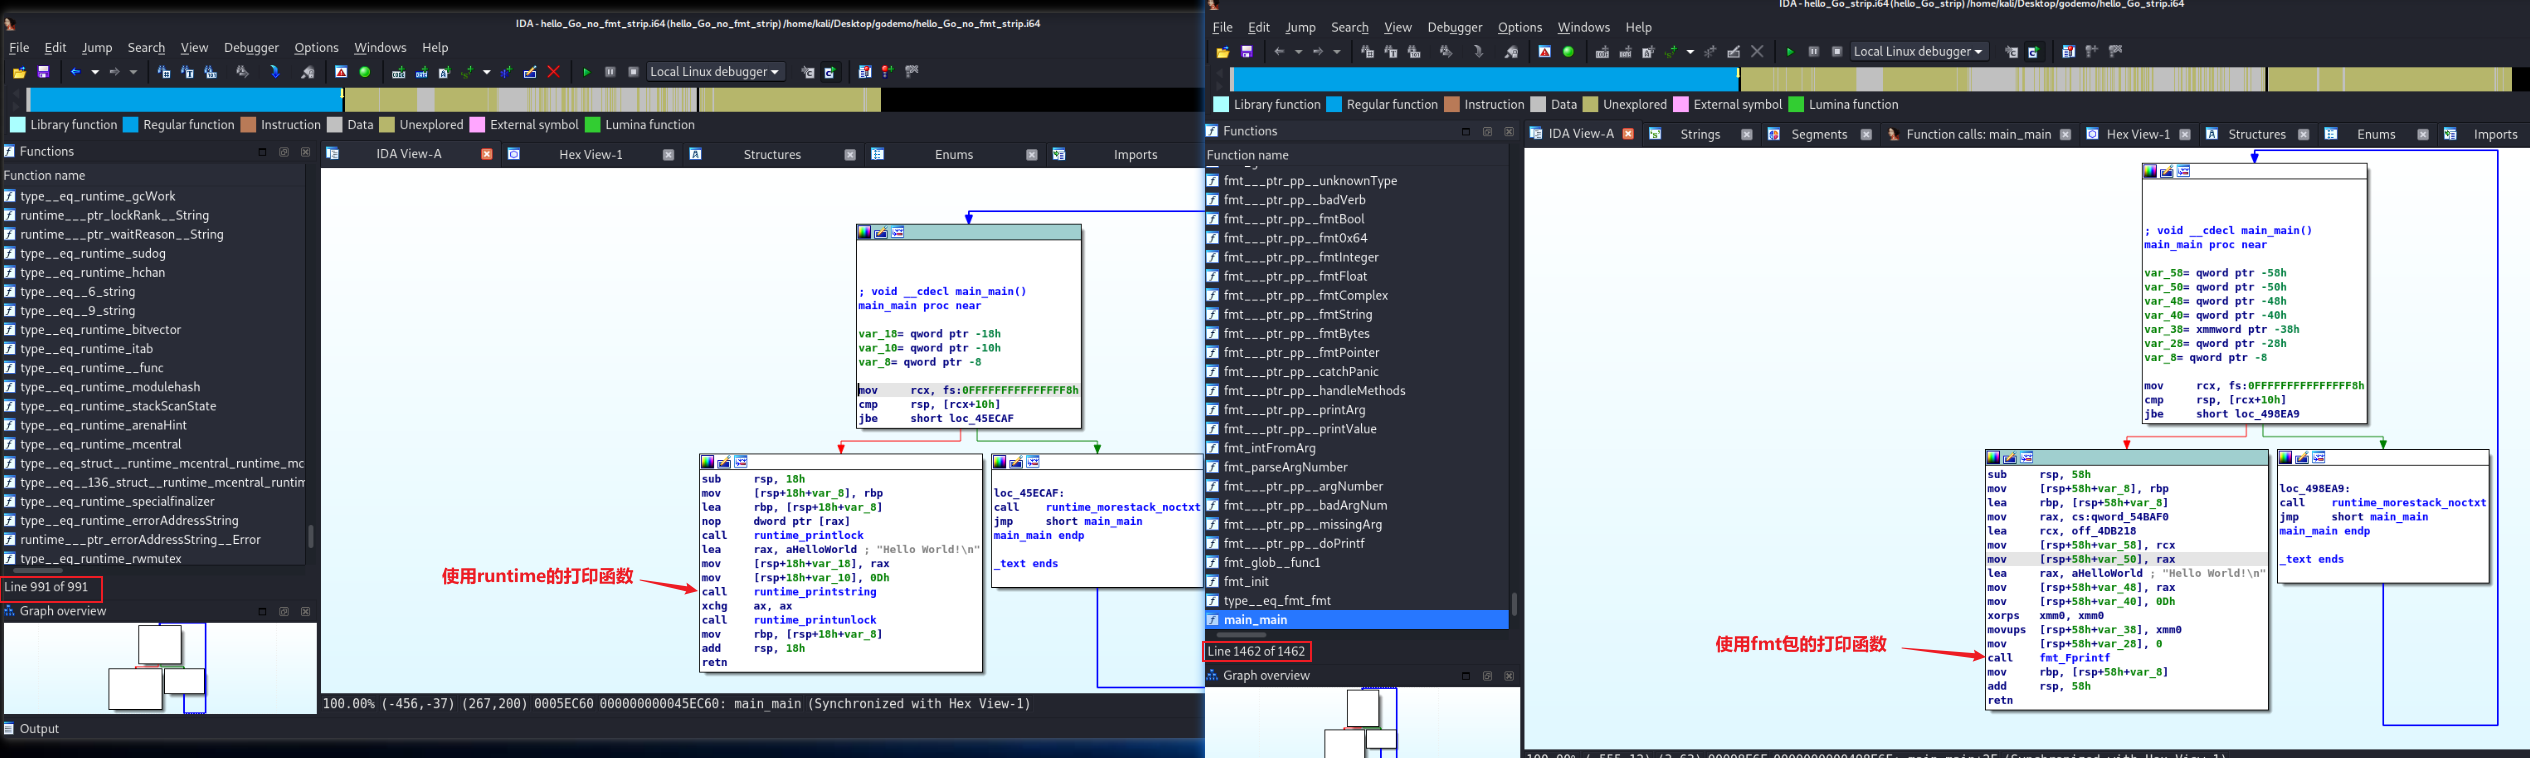 IDA - hello_Go_no_fmt_strip.i64 (hello_Go_no_fmt_strip) /home/kali/Desktop/godemo/hello_Go_no_fmt_strip.i64
File Edit Jump Search View Debugger Options Windows Help
Local Linux debugger
Library function Regular function Instruction Data Unexplored External symbol Lumina function
Functions
IDA View-A Hex View-1 Structures Enums Imports
Function name
type__eq_runtime_gcWork
runtime___ptr_lockRank__String
runtime___ptr_waitReason__String
type__eq_runtime_sudog
type__eq_runtime_hchan
type__eq__6_string
type__eq__9_string
type__eq_runtime_bitvector
type__eq_runtime_itab
type__eq_runtime__func
type__eq_runtime_modulehash
type__eq_runtime_stackScanState
type__eq_runtime_arenaHint
type__eq_runtime_mcentral
type__eq_struct__runtime_mcentral_runtime_mc
type__eq__136_struct__runtime_mcentral_runtim
type__eq_runtime_specialfinalizer
type__eq_runtime_errorAddressString
runtime___ptr_errorAddressString__Error
type__eq_runtime_rwmutex
Line 991 of 991
Graph overview
; void __cdecl main_main()
main_main proc near
var_18= qword ptr -18h
var_10= qword ptr -10h
var_8= qword ptr -8
mov rcx, fs:0FFFFFFFFFFFFFFF8h
cmp rsp, [rcx+10h]
jbe short loc_45ECAF
sub rsp, 18h
mov [rsp+18h+var_8], rbp
lea rbp, [rsp+18h+var_8]
nop dword ptr [rax]
call runtime_printlock
lea rax, aHelloWorld ; "Hello World!\n"
mov [rsp+18h+var_18], rax
mov [rsp+18h+var_10], 0Dh
call runtime_printstring
xchg ax, ax
call runtime_printunlock
mov rbp, [rsp+18h+var_8]
add rsp, 18h
retn
loc_45ECAF:
call runtime_morestack_noctxt
jmp short main_main
main_main endp
_text ends
使用runtime的打印函数
100.00% (-456,-37) (267,200) 0005EC60 000000000045EC60: main_main (Synchronized with Hex View-1)
Output
IDA - hello_Go_strip.i64 (hello_Go_strip) /home/kali/Desktop/godemo/hello_Go_strip.i64
File Edit Jump Search View Debugger Options Windows Help
Local Linux debugger
Library function Regular function Instruction Data Unexplored External symbol Lumina function
Functions
IDA View-A Strings Segments Function calls: main_main Hex View-1 Structures Enums Imports
Function name
fmt___ptr_pp__unknownType
fmt___ptr_pp__badVerb
fmt___ptr_pp__fmtBool
fmt___ptr_pp__fmt0x64
fmt___ptr_pp__fmtInteger
fmt___ptr_pp__fmtFloat
fmt___ptr_pp__fmtComplex
fmt___ptr_pp__fmtString
fmt___ptr_pp__fmtBytes
fmt___ptr_pp__fmtPointer
fmt___ptr_pp__catchPanic
fmt___ptr_pp__handleMethods
fmt___ptr_pp__printArg
fmt___ptr_pp__printValue
fmt_intFromArg
fmt_parseArgNumber
fmt___ptr_pp__argNumber
fmt___ptr_pp__badArgNum
fmt___ptr_pp__missingArg
fmt___ptr_pp__doPrintf
fmt_glob__func1
fmt_init
type__eq_fmt_fmt
main_main
Line 1462 of 1462
Graph overview
; void __cdecl main_main()
main_main proc near
var_58= qword ptr -58h
var_50= qword ptr -50h
var_48= qword ptr -48h
var_40= qword ptr -40h
var_38= xmmword ptr -38h
var_28= qword ptr -28h
var_8= qword ptr -8
mov rcx, fs:0FFFFFFFFFFFFFFF8h
cmp rsp, [rcx+10h]
jbe short loc_498EA9
sub rsp, 58h
mov [rsp+58h+var_8], rbp
lea rbp, [rsp+58h+var_8]
mov rax, cs:qword_54BAF0
lea rcx, off_4DB218
mov [rsp+58h+var_58], rcx
mov [rsp+58h+var_50], rax
lea rax, aHelloWorld ; "Hello World!\n"
mov [rsp+58h+var_48], rax
mov [rsp+58h+var_40], 0Dh
xorps xmm0, xmm0
movups [rsp+58h+var_38], xmm0
mov [rsp+58h+var_28], 0
call fmt_Fprintf
mov rbp, [rsp+58h+var_8]
add rsp, 58h
retn
loc_498EA9:
call runtime_morestack_noctxt
jmp short main_main
main_main endp
_text ends
使用fmt包的打印函数